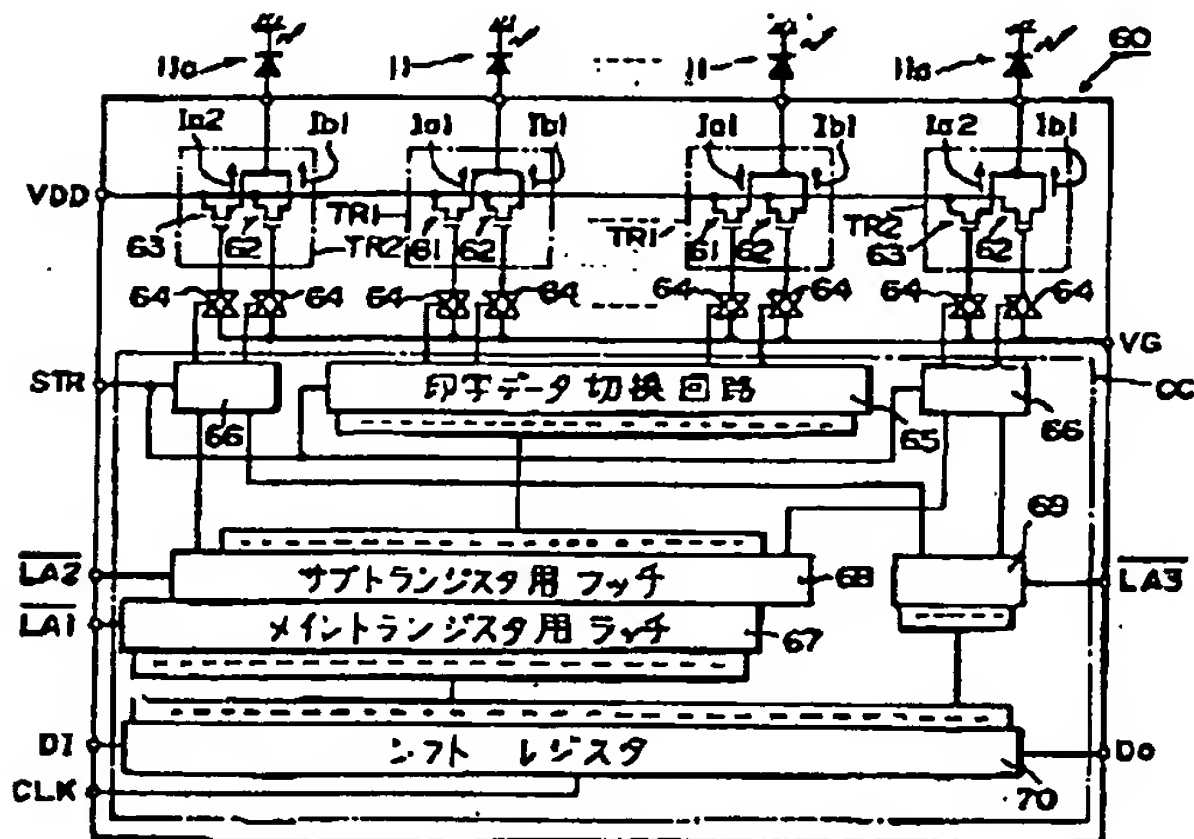 11a 11 11 11a 60
Ia2 Ib1 Ia1 Ib1 Ia1 Ib1 Ia2 Ib1
VDD
63 62 TR2 TR1 61 62 TR1 61 62 TR2 63 62
64 64 64 64 64 64 64 64
VG
STR 印字データ切換回路 CC
66 65 66
69
LA2 サブトランジスタ用ラッチ 68 LA3
LA1 メイントランジスタ用ラッチ 67
DI シフトレジスタ Do
CLK 70